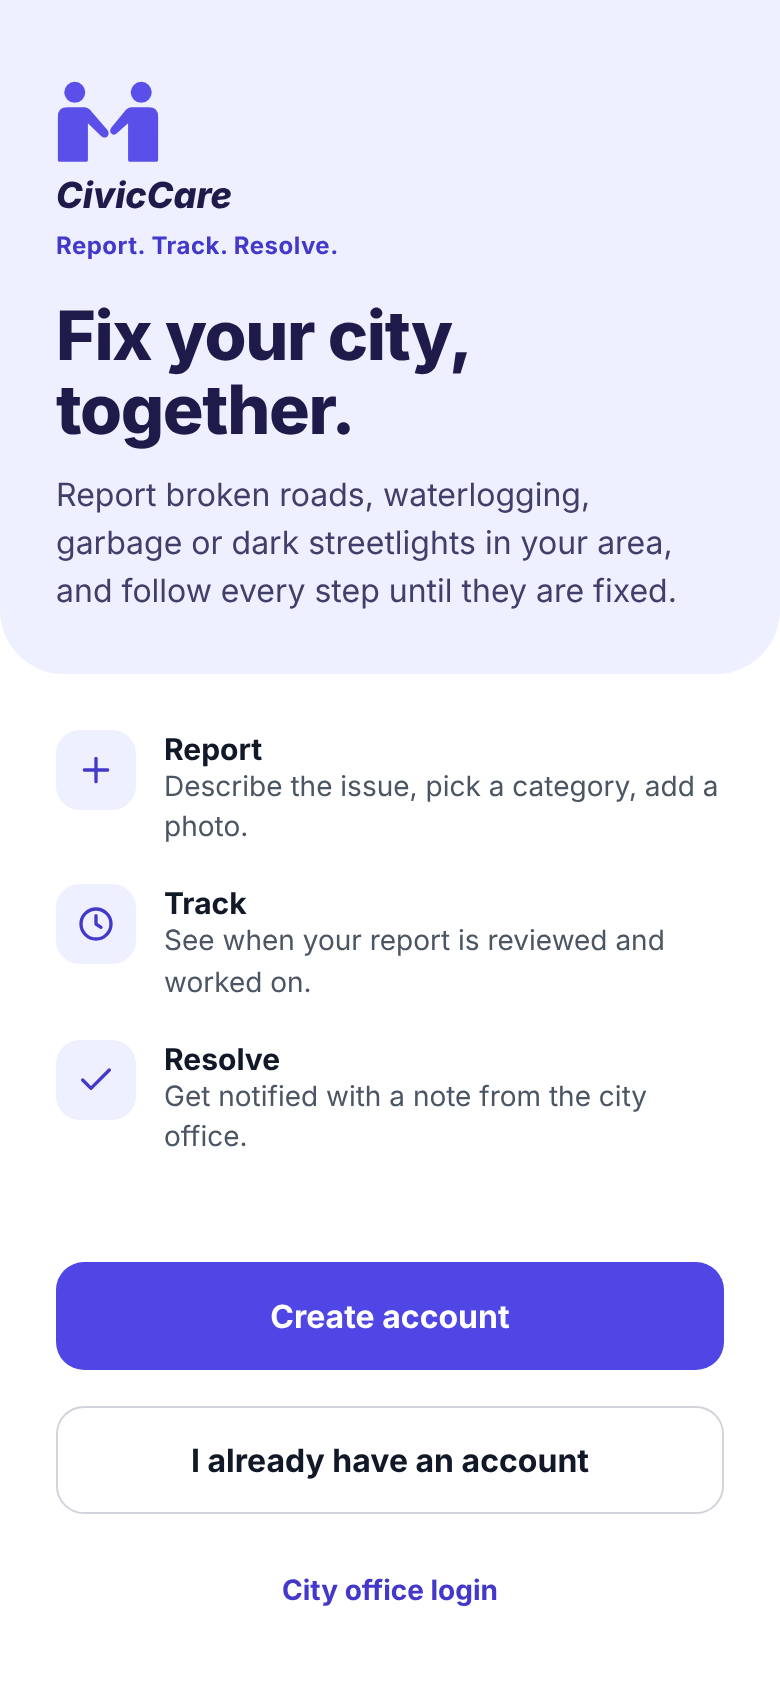 CivicCare
Report. Track. Resolve.
Fix your city,
together.
Report broken roads, waterlogging,
garbage or dark streetlights in your area,
and follow every step until they are fixed.
Report
Describe the issue, pick a category, add a
photo.
Track
See when your report is reviewed and
worked on.
Resolve
Get notified with a note from the city
office.
Create account
I already have an account
City office login